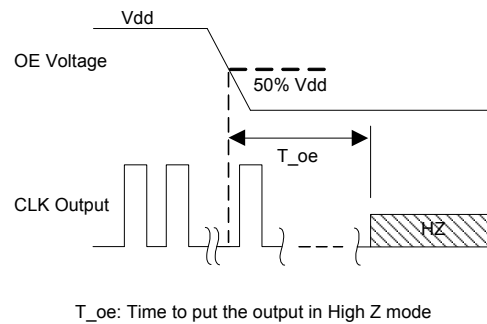 Vdd
OE Voltage
50% Vdd
T_oe
CLK Output
HZ
T_oe: Time to put the output in High Z mode